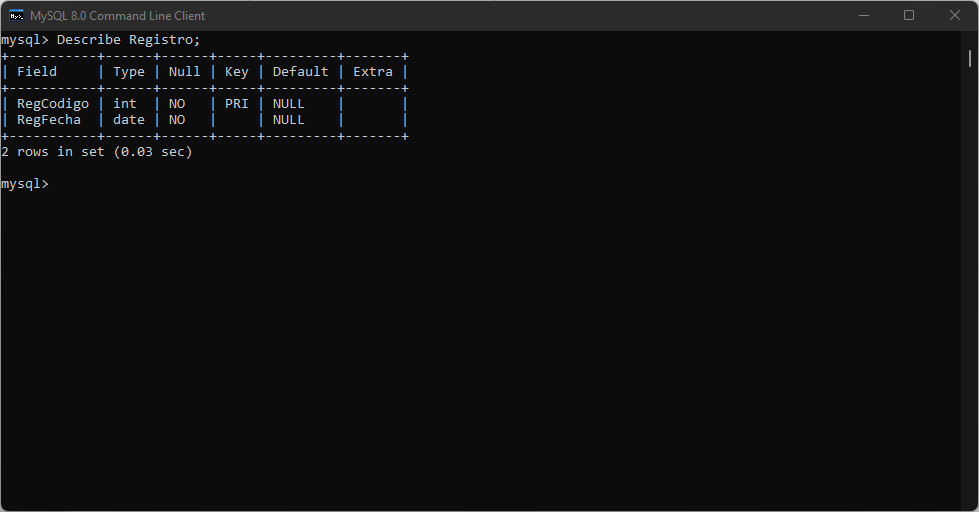 MySQL 8.0 Command Line Client
mysql> Describe Registro;
+-----------+------+------+-----+---------+-------+
| Field     | Type | Null | Key | Default | Extra |
+-----------+------+------+-----+---------+-------+
| RegCodigo | int  | NO   | PRI | NULL    |       |
| RegFecha  | date | NO   |     | NULL    |       |
+-----------+------+------+-----+---------+-------+
2 rows in set (0.03 sec)
mysql>